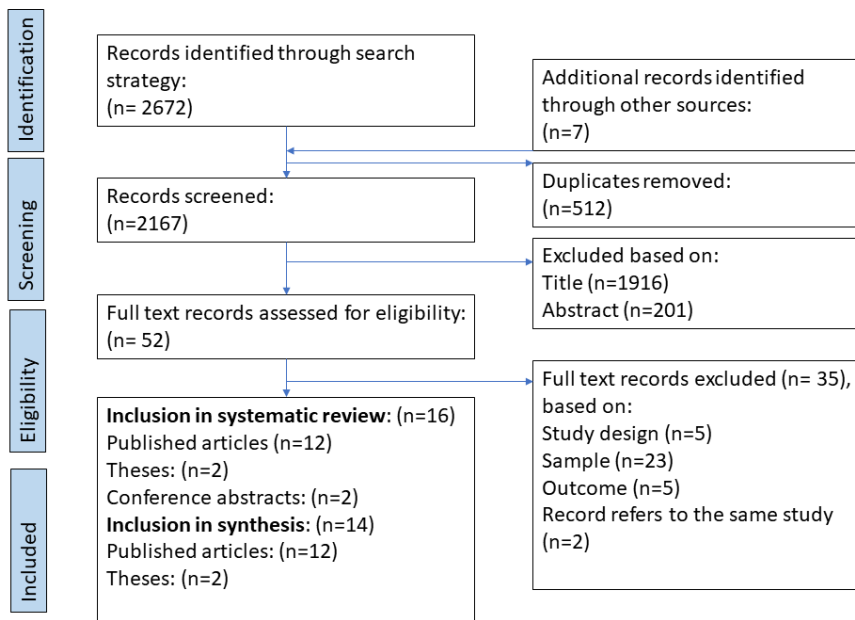 Identification
Records identified through search
strategy:
(n= 2672)
Additional records identified
through other sources:
(n=7)
Screening
Records screened:
(n=2167)
Duplicates removed:
(n=512)
Excluded based on:
Title (n=1916)
Abstract (n=201)
Eligibility
Full text records assessed for eligibility:
(n= 52)
Full text records excluded (n= 35),
based on:
Study design (n=5)
Sample (n=23)
Outcome (n=5)
Record refers to the same study
(n=2)
Included
Inclusion in systematic review: (n=16)
Published articles (n=12)
Theses: (n=2)
Conference abstracts: (n=2)
Inclusion in synthesis: (n=14)
Published articles: (n=12)
Theses: (n=2)